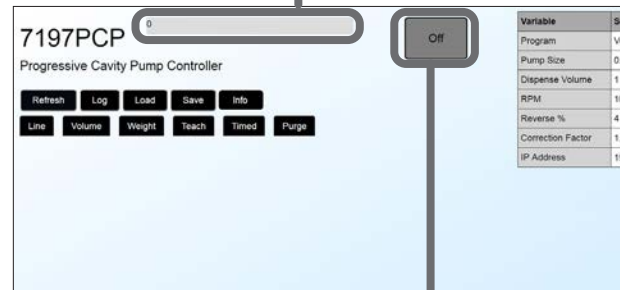 0
7197PCP
Off
Progressive Cavity Pump Controller
Refresh Log Load Save Info
Line Volume Weight Teach Timed Purge
Variable
Program
Pump Size
Dispense Volume
RPM
Reverse %
Correction Factor
IP Address